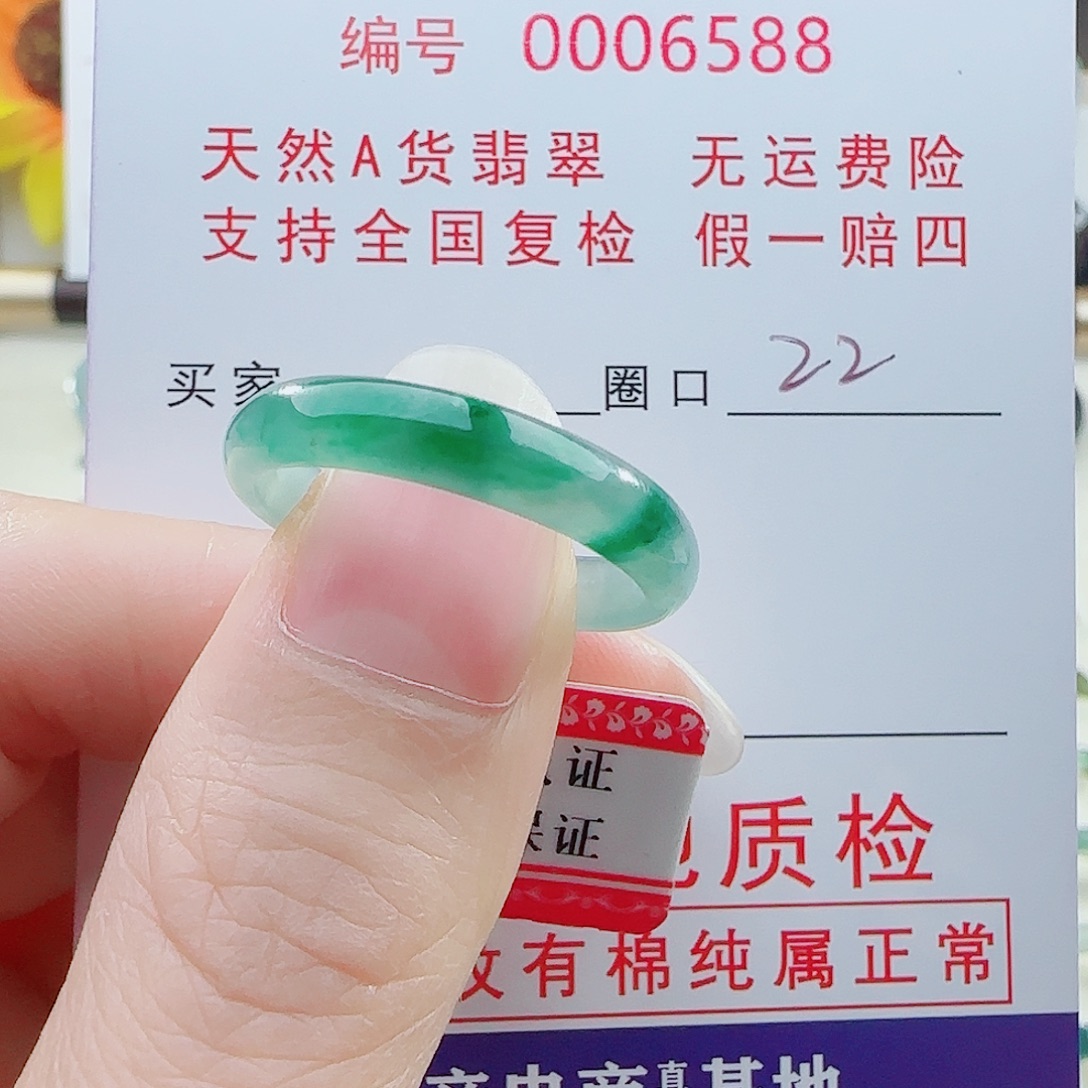 编号 0006588
天然A货翡翠 无运费险
支持全国复检 假一赔四
买家
圈口 22
证
证
质检
有棉纯属正常
基地